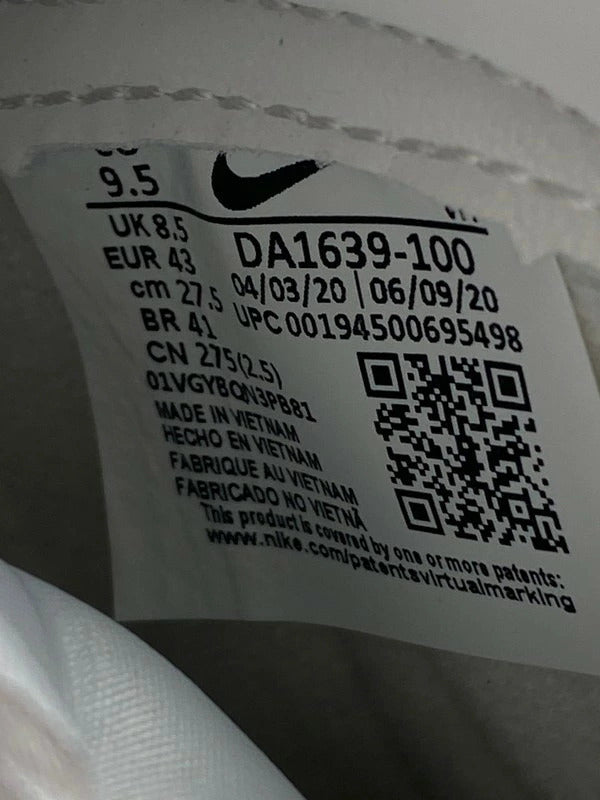 9.5
UK 8.5
EUR 43
cm 27.5
BR 41
CN 275(2.5)
01VGYBQN3PB81
MADE IN VIETNAM
HECHO EN VIETNAM
FABRIQUE AU VIETNAM
FABRICADO NO VIETNÃ
DA1639-100
04/03/20 | 06/09/20
UPC 00194500695498
This product is covered by one or more patents:
www.nike.com/patentsvirtualmarking